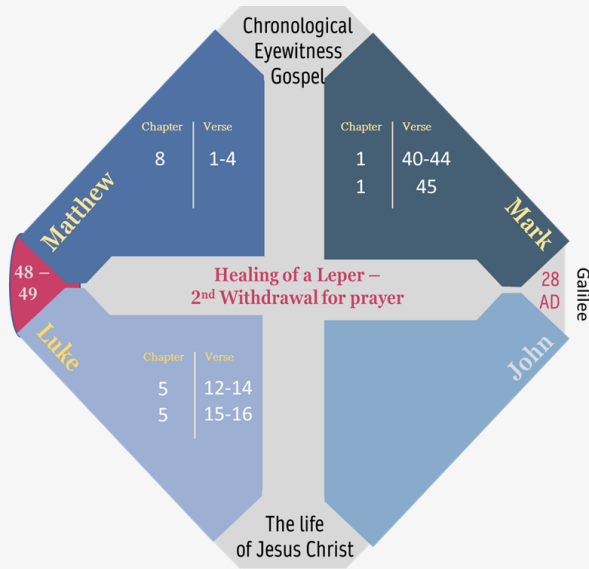 Chronological
Eyewitness
Gospel
Chapter Verse
8 1-4
Matthew
Chapter Verse
1 40-44
1 45
Mark
48 –
49
Healing of a Leper –
2nd Withdrawal for prayer
28
AD
Galilee
Luke
Chapter Verse
5 12-14
5 15-16
John
The life
of Jesus Christ